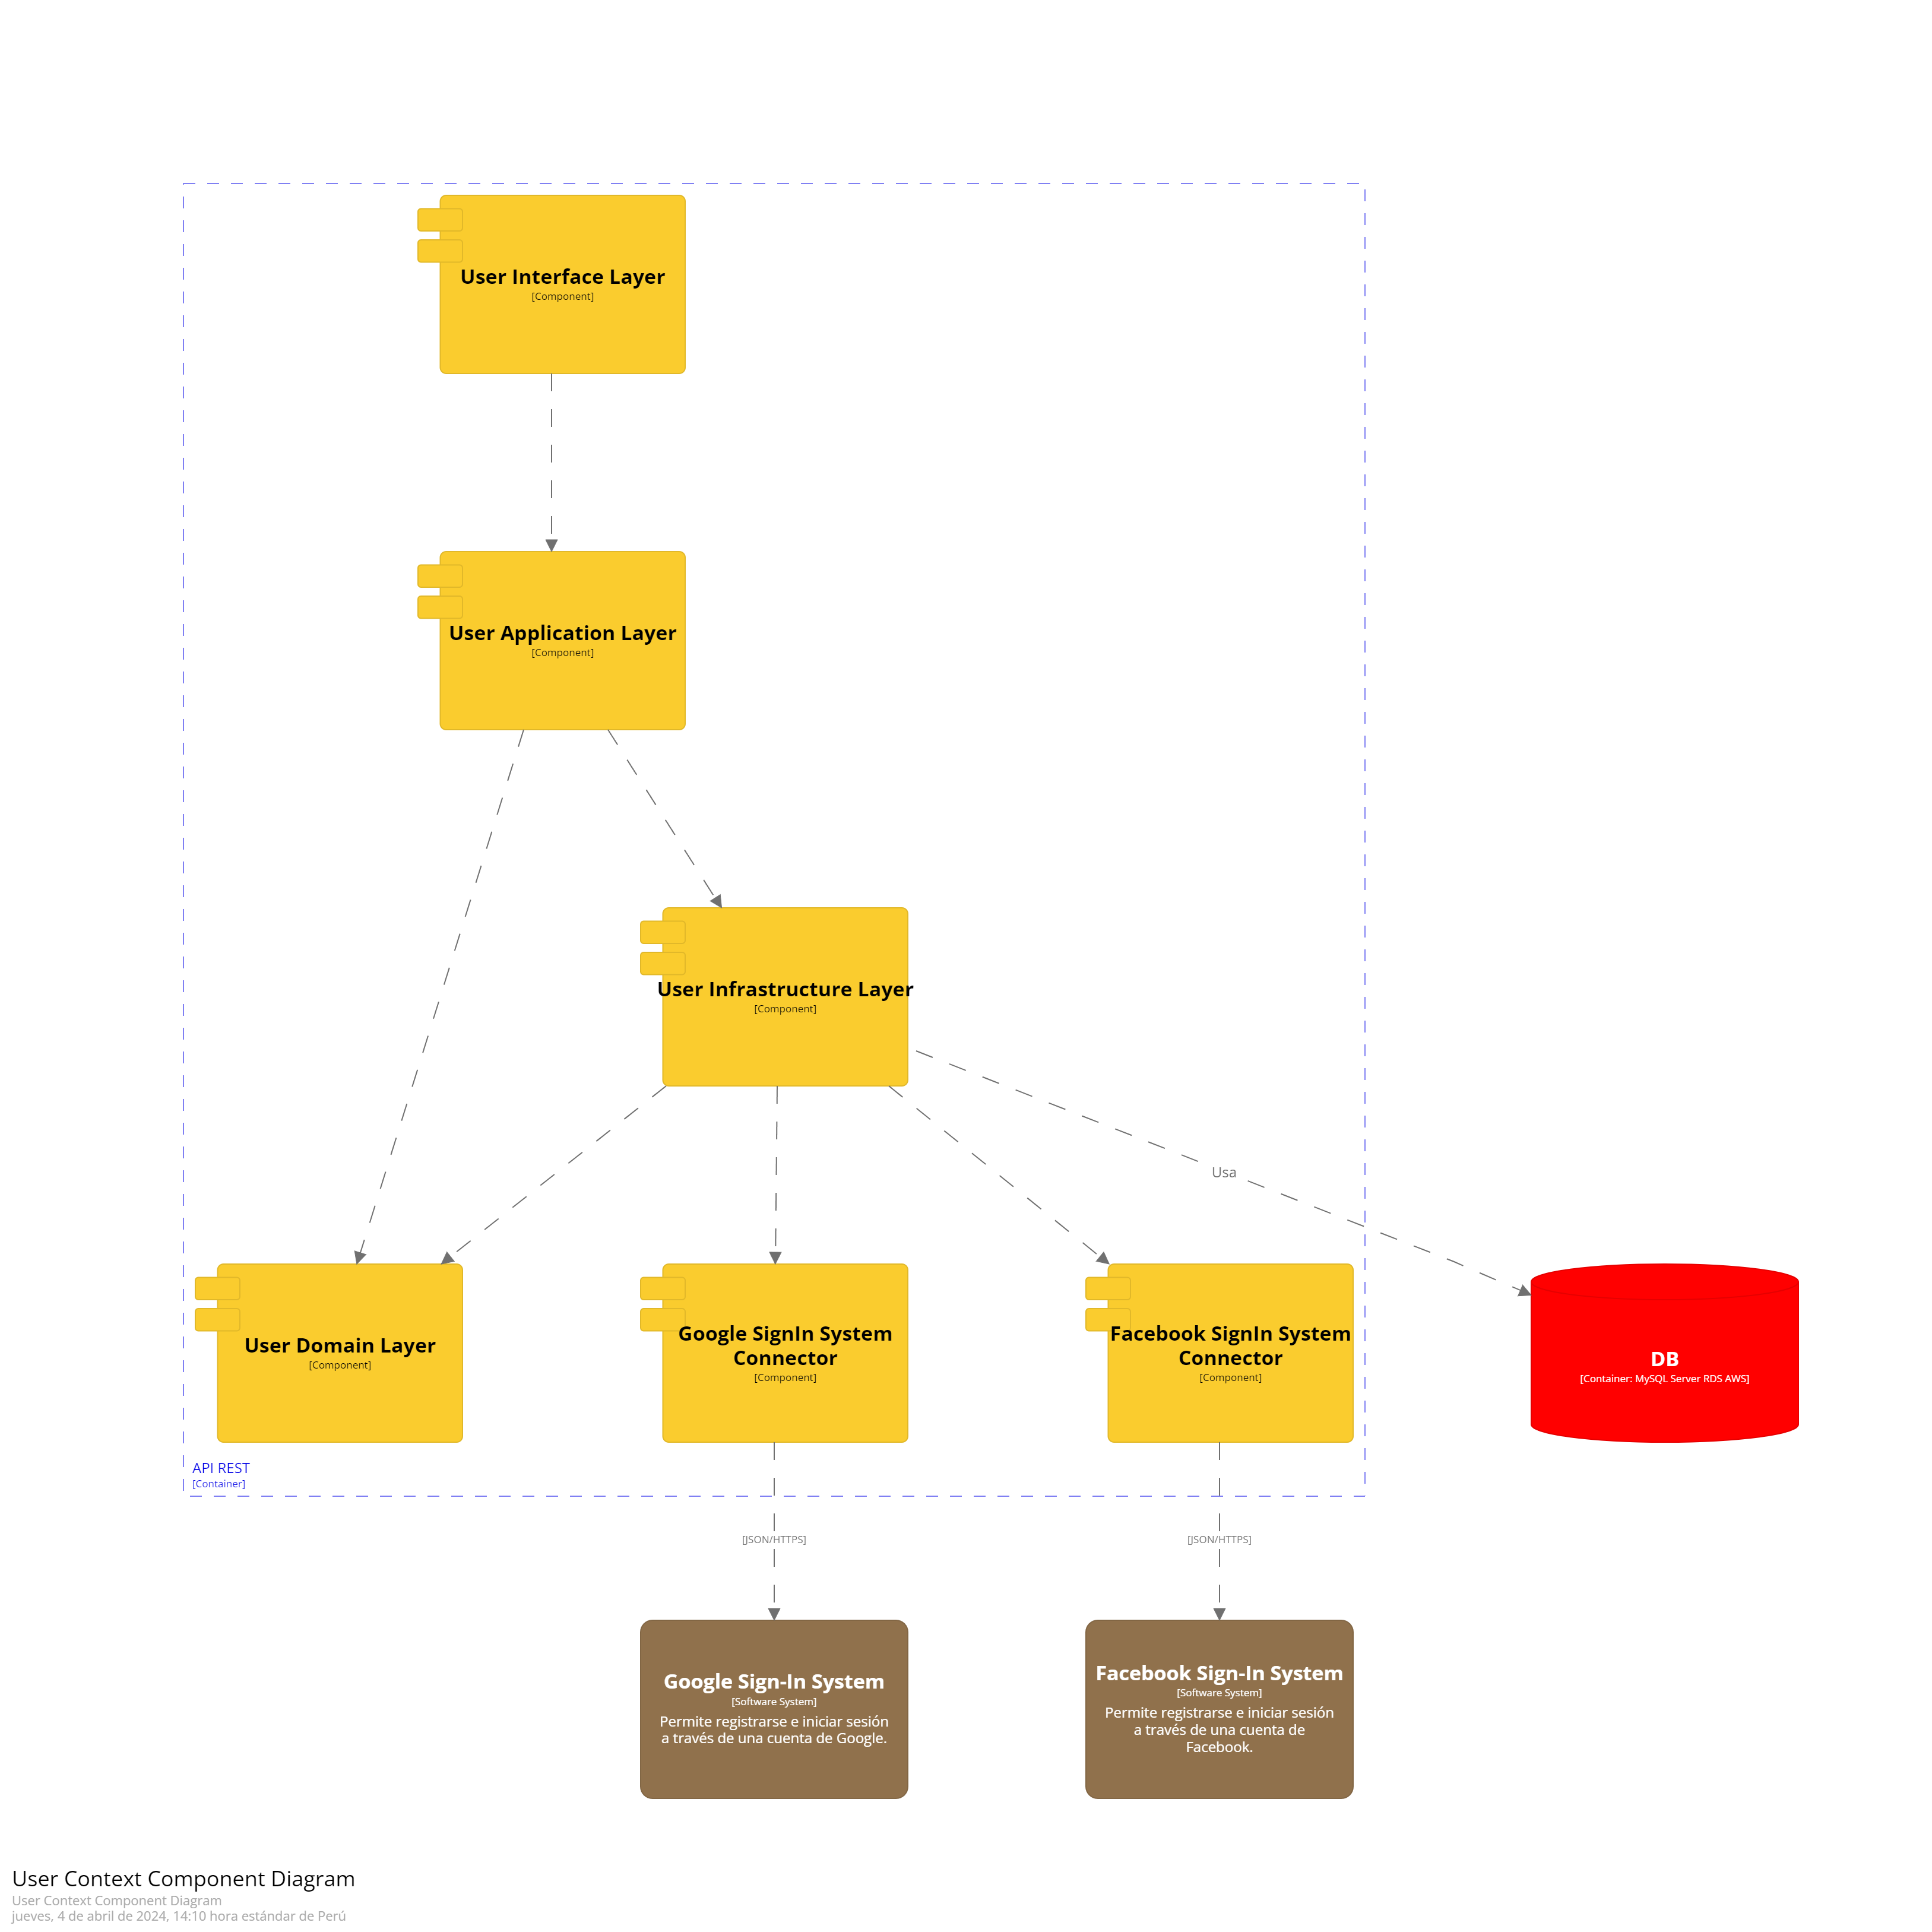 User Interface Layer
[Component]
User Application Layer
[Component]
User Infrastructure Layer
[Component]
Usa
User Domain Layer
[Component]
Google SignIn System
Connector
[Component]
Facebook SignIn System
Connector
[Component]
DB
[Container: MySQL Server RDS AWS]
API REST
[Container]
[JSON/HTTPS]
[JSON/HTTPS]
Google Sign-In System
[Software System]
Permite registrarse e iniciar sesión
a través de una cuenta de Google.
Facebook Sign-In System
[Software System]
Permite registrarse e iniciar sesión
a través de una cuenta de
Facebook.
User Context Component Diagram
User Context Component Diagram
jueves, 4 de abril de 2024, 14:10 hora estándar de Perú